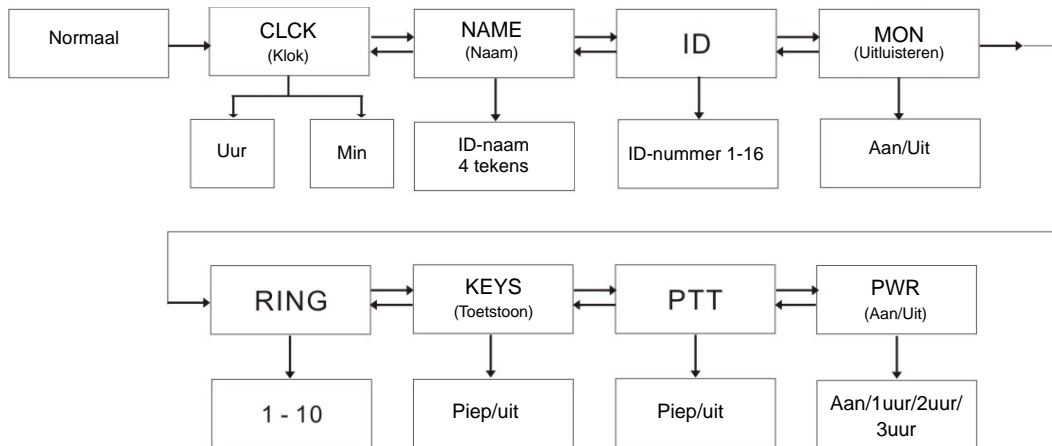 Normaal
CLCK
(Klok)
NAME
(Naam)
ID
MON
(Uitluisteren)
Uur
Min
ID-naam
4 tekens
ID-nummer 1-16
Aan/Uit
RING
KEYS
(Toetstoon)
PTT
PWR
(Aan/Uit)
1 - 10
Piep/uit
Piep/uit
Aan/1uur/2uur/
3uur